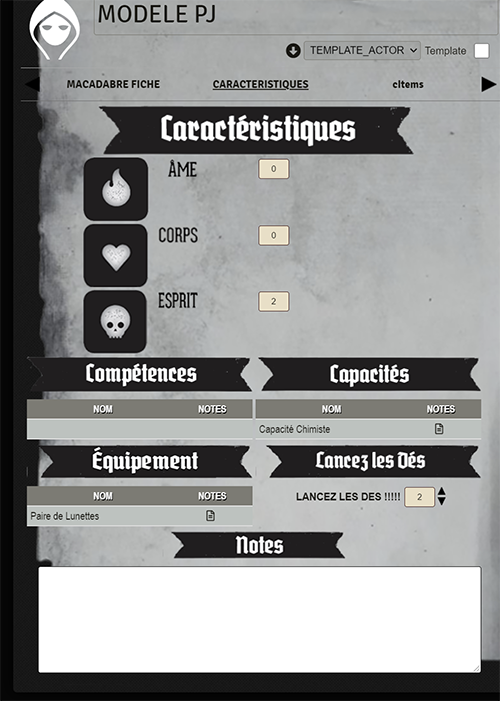 MODELE PJ
TEMPLATE_ACTOR Template
MACADABRE FICHE CARACTERISTIQUES cItems
Caractéristiques
ÂME 0
CORPS 0
ESPRIT 2
Compétences Capacités
NOM NOTES NOM NOTES
Capacité Chimiste
Équipement Lancez les Dés
NOM NOTES LANCEZ LES DES !!!!! 2
Paire de Lunettes
Notes